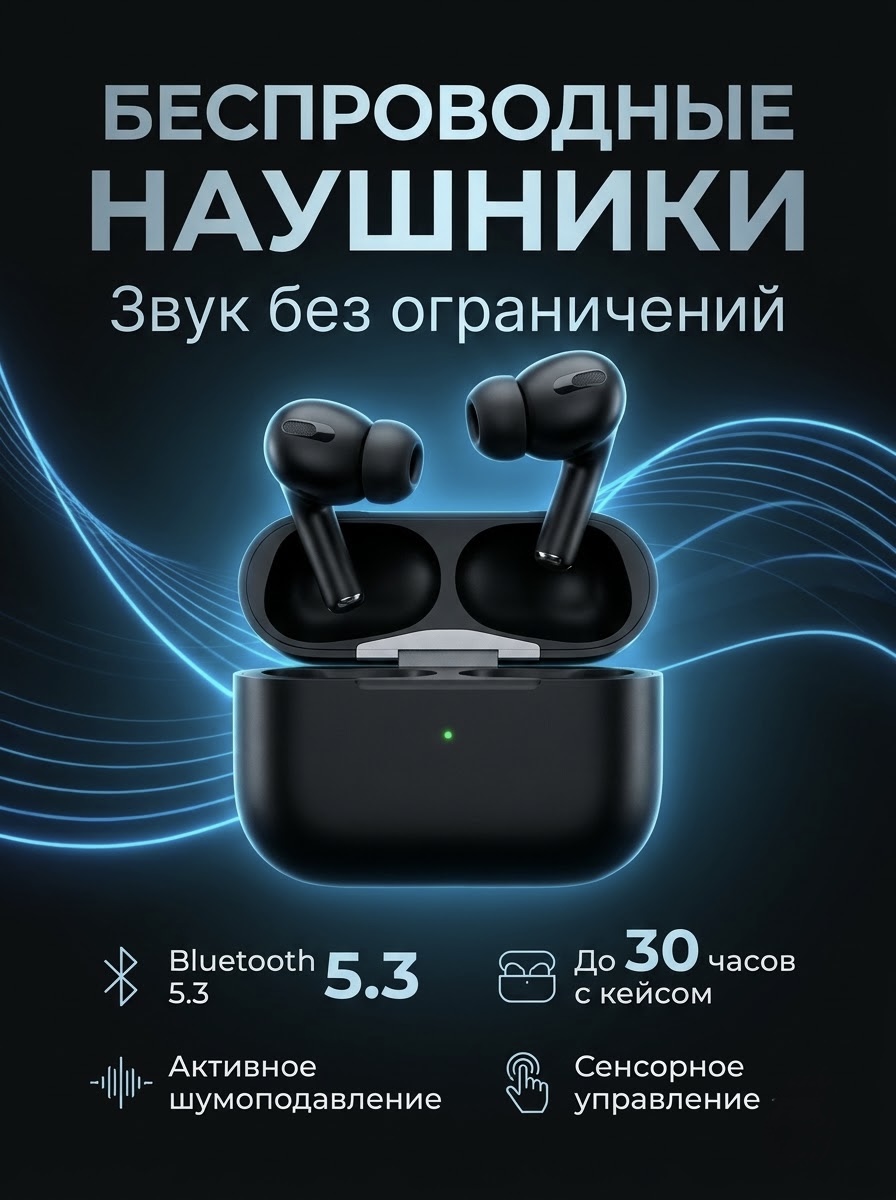 БЕСПРОВОДНЫЕ
НАУШНИКИ
Звук без ограничений
Bluetooth 5.3
5.3
До 30 часов
с кейсом
Активное
шумоподавление
Сенсорное
управление